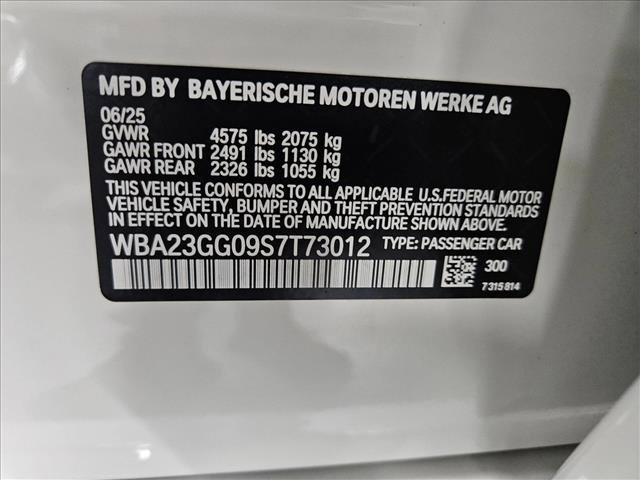 MFD BY BAYERISCHE MOTOREN WERKE AG
06/25
GVWR 4575 lbs 2075 kg
GAWR FRONT 2491 lbs 1130 kg
GAWR REAR 2326 lbs 1055 kg
THIS VEHICLE CONFORMS TO ALL APPLICABLE U.S.FEDERAL MOTOR
VEHICLE SAFETY, BUMPER AND THEFT PREVENTION STANDARDS
IN EFFECT ON THE DATE OF MANUFACTURE SHOWN ABOVE.
WBA23GG09S7T73012 TYPE: PASSENGER CAR
300
7315814